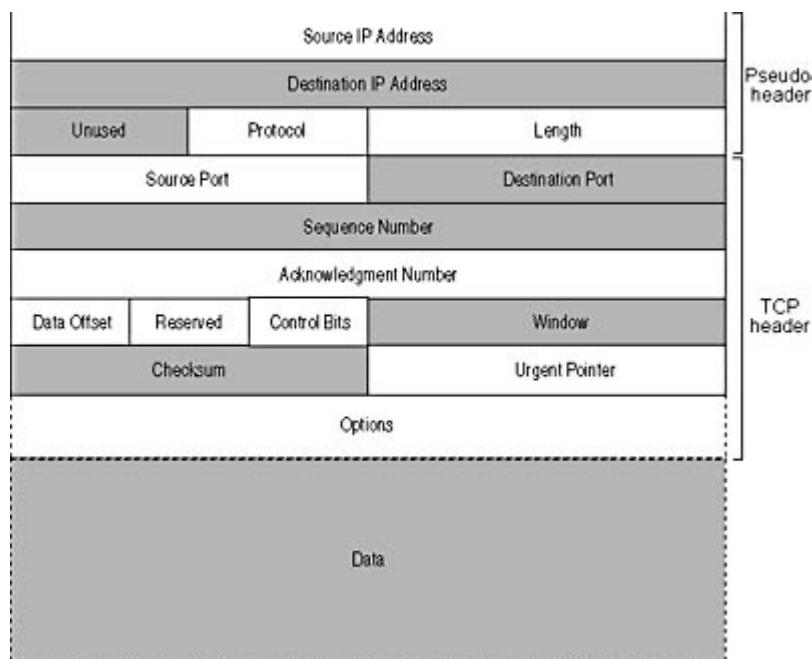 Source IP Address
Destination IP Address
Unused
Protocol
Length
Pseudo-
header
Source Port
Destination Port
Sequence Number
Acknowledgment Number
Data Offset
Reserved
Control Bits
Window
TCP
header
Checksum
Urgent Pointer
Options
Data